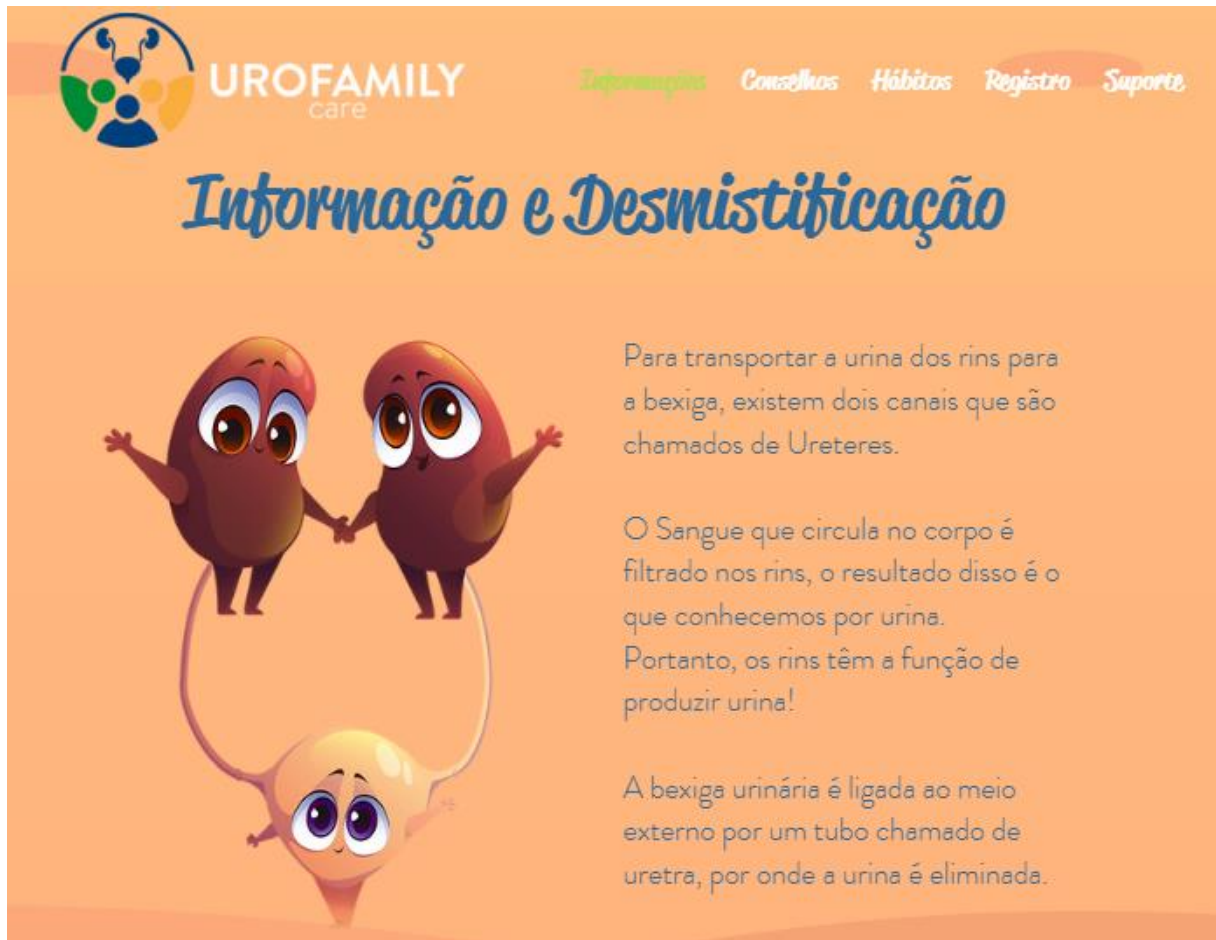 UROFAMILY
care
Informações Conselhos Hábitos Registro Suporte
Informação e Desmistificação
Para transportar a urina dos rins para
a bexiga, existem dois canais que são
chamados de Ureteres.
O Sangue que circula no corpo é
filtrado nos rins, o resultado disso é o
que conhecemos por urina.
Portanto, os rins têm a função de
produzir urina!
A bexiga urinária é ligada ao meio
externo por um tubo chamado de
uretra, por onde a urina é eliminada.